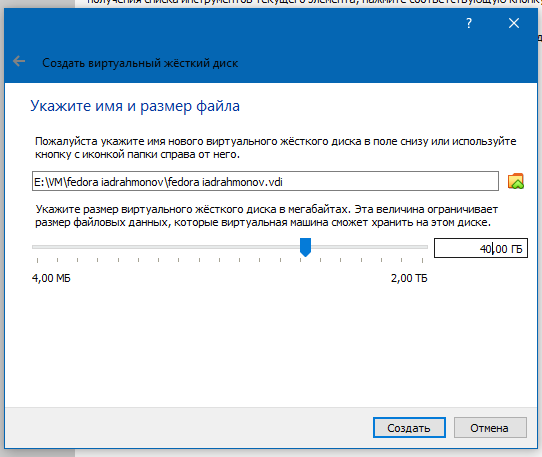 получения списка инструментов текущего элемента, нажмите соответствующую кнопку
?
Создать виртуальный жёсткий диск
Укажите имя и размер файла
Пожалуйста укажите имя нового виртуального жёсткого диска в поле снизу или используйте
кнопку с иконкой папки справа от него.
E:\VM\fedora iadrahmonov\fedora iadrahmonov.vdi
Укажите размер виртуального жёсткого диска в мегабайтах. Эта величина ограничивает
размер файловых данных, которые виртуальная машина сможет хранить на этом диске.
40,00 ГБ
4,00 МБ
2,00 ТБ
Создать
Отмена